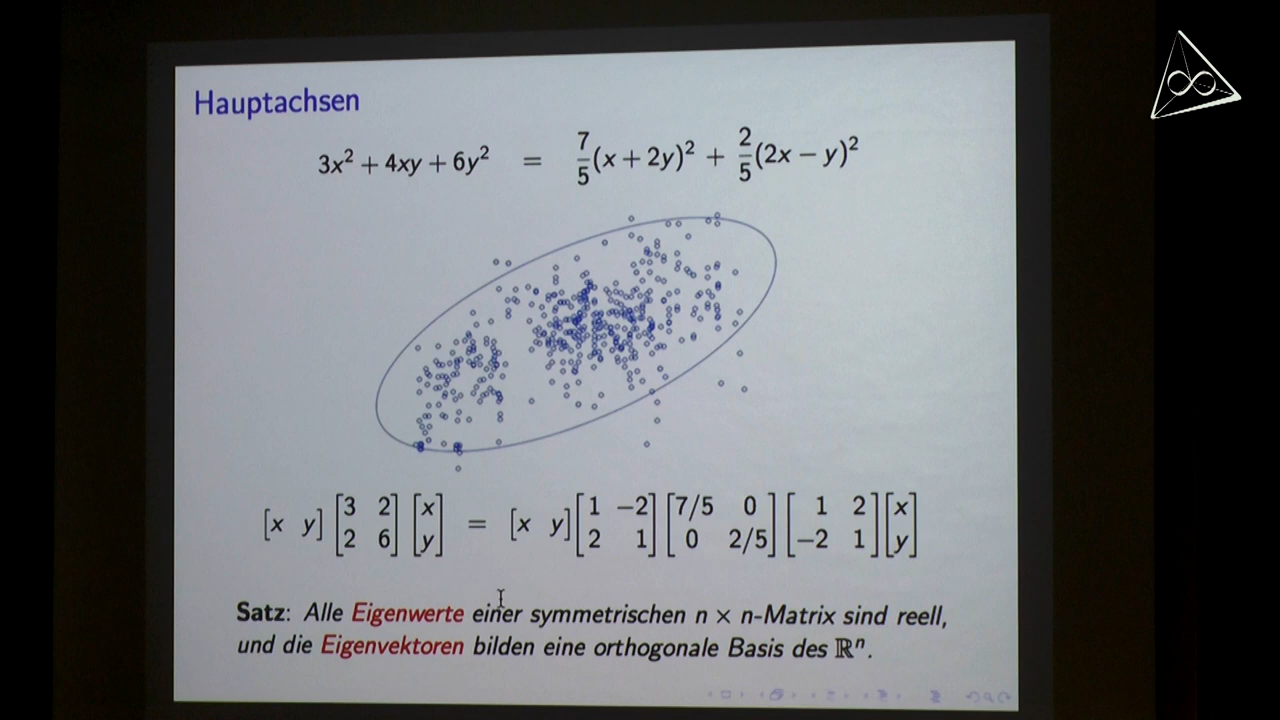 Hauptachsen
3x² + 4xy + 6y² = 7/5(x + 2y)² + 2/5(2x − y)²
[x y] [3 2; 2 6] [x; y] = [x y] [1 −2; 2 1] [7/5 0; 0 2/5] [1 2; −2 1] [x; y]
Satz: Alle Eigenwerte einer symmetrischen n × n-Matrix sind reell,
und die Eigenvektoren bilden eine orthogonale Basis des ℝⁿ.